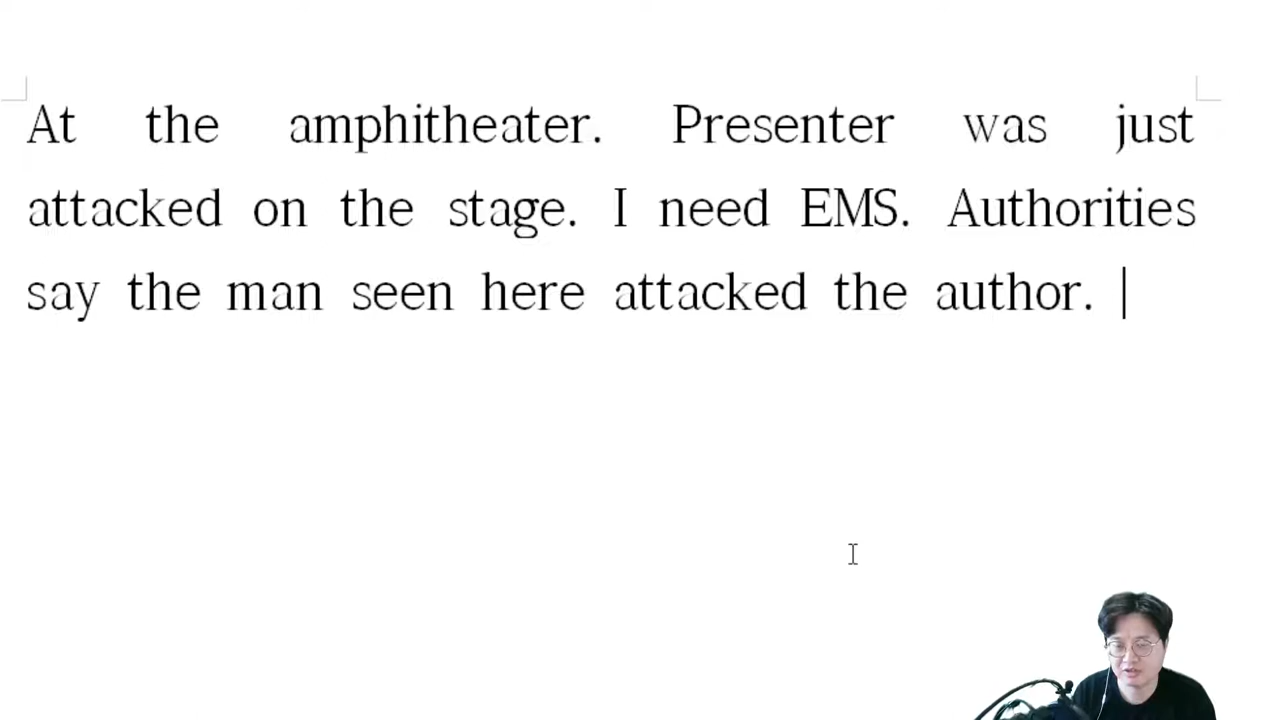 At the amphitheater. Presenter was just
attacked on the stage. I need EMS. Authorities
say the man seen here attacked the author.